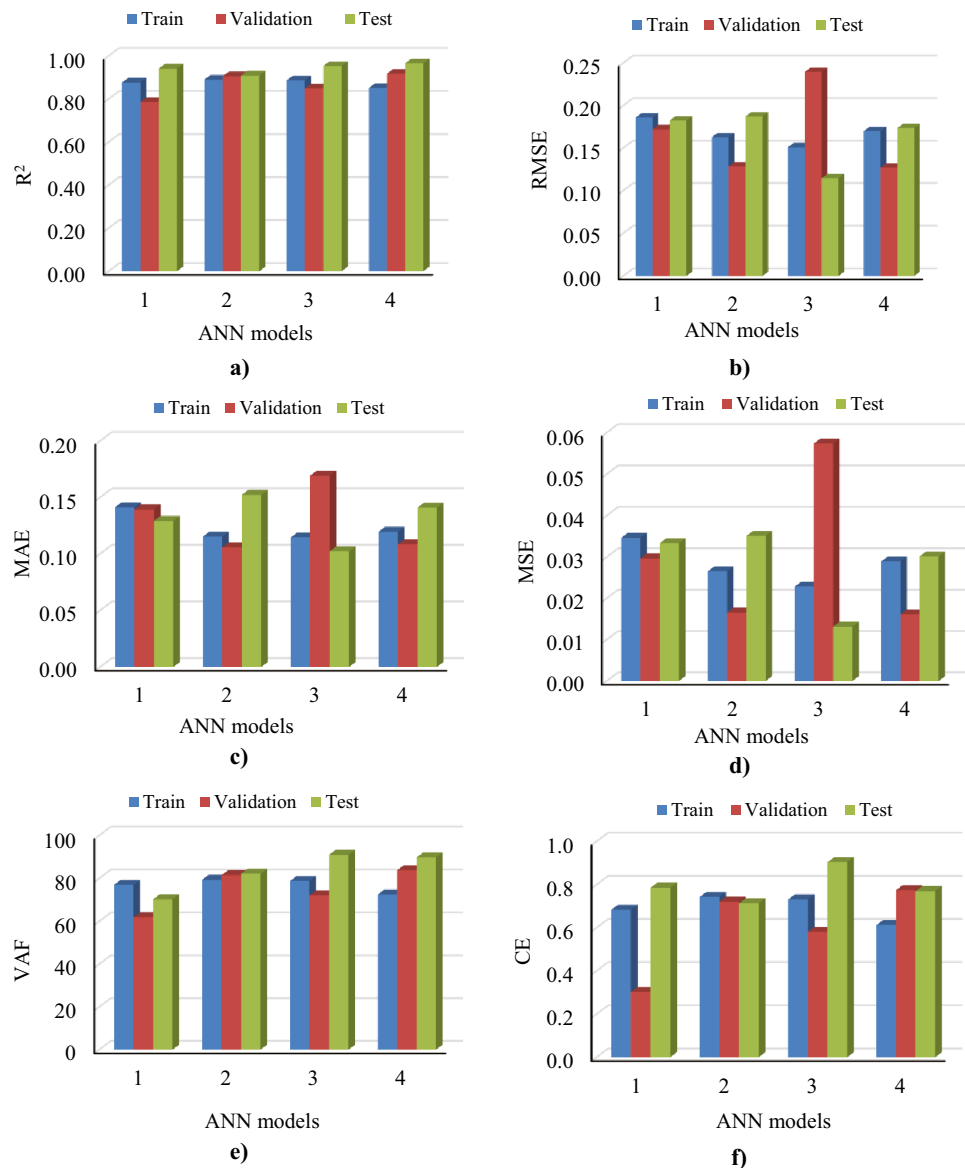 Train Validation Test
1.00
0.80
0.60
0.40
0.20
0.00
R²
1 2 3 4
ANN models
a)
Train Validation Test
0.25
0.20
0.15
0.10
0.05
0.00
RMSE
1 2 3 4
ANN models
b)
Train Validation Test
0.20
0.15
0.10
0.05
0.00
MAE
1 2 3 4
ANN models
c)
Train Validation Test
0.06
0.05
0.04
0.03
0.02
0.01
0.00
MSE
1 2 3 4
ANN models
d)
Train Validation Test
100
80
60
40
20
0
VAF
1 2 3 4
ANN models
e)
Train Validation Test
1.0
0.8
0.6
0.4
0.2
0.0
CE
1 2 3 4
ANN models
f)